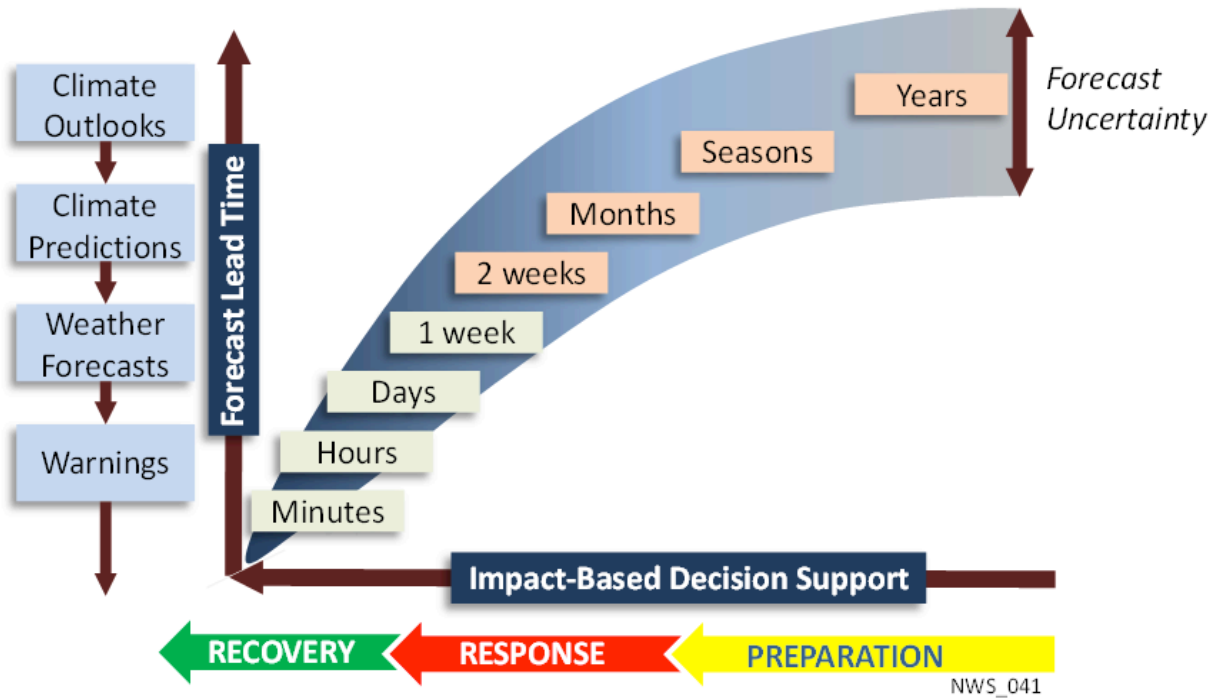 Climate
Outlooks
Climate
Predictions
Weather
Forecasts
Warnings
Forecast Lead Time
Years
Seasons
Months
2 weeks
1 week
Days
Hours
Minutes
Forecast
Uncertainty
Impact-Based Decision Support
RECOVERY
RESPONSE
PREPARATION
NWS_041